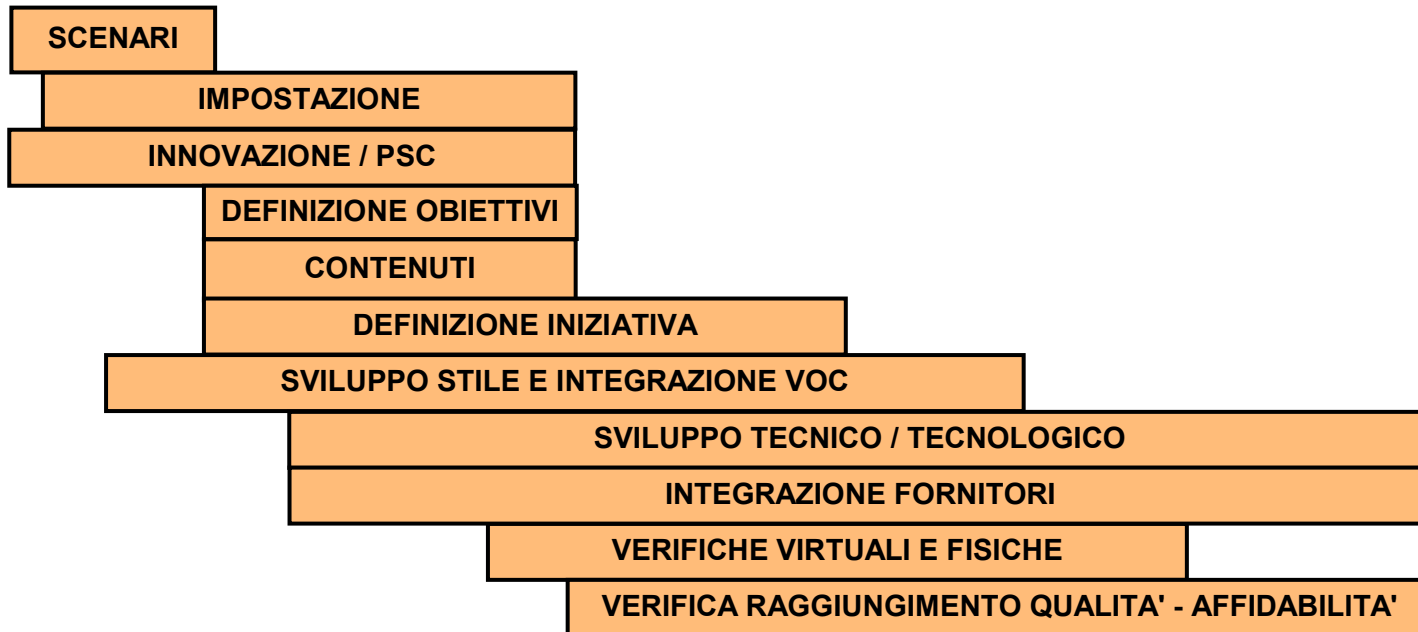 SCENARI
IMPOSTAZIONE
INNOVAZIONE / PSC
DEFINIZIONE OBIETTIVI
CONTENUTI
DEFINIZIONE INIZIATIVA
SVILUPPO STILE E INTEGRAZIONE VOC
SVILUPPO TECNICO / TECNOLOGICO
INTEGRAZIONE FORNITORI
VERIFICHE VIRTUALI E FISICHE
VERIFICA RAGGIUNGIMENTO QUALITA' - AFFIDABILITA'